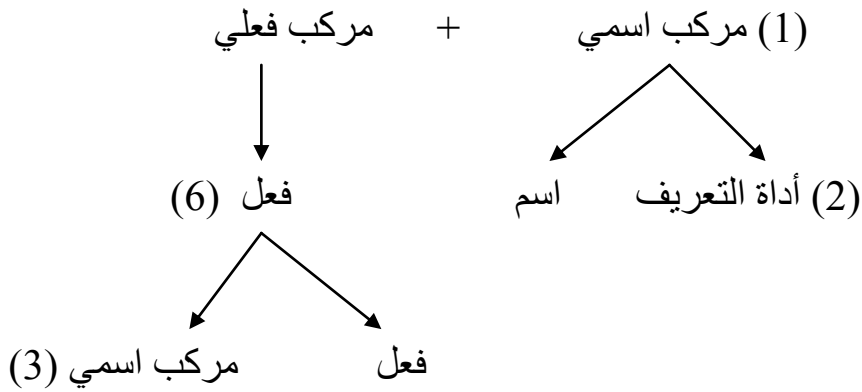 (1) مركب اسمي + مركب فعلي
(2) أداة التعريف اسم فعل (6)
فعل مركب اسمي (3)